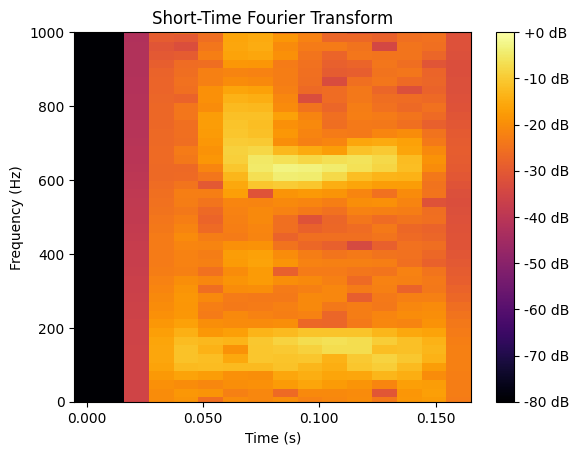 Short-Time Fourier Transform
1000
800
600
400
200
0
Frequency (Hz)
0.000
0.050
0.100
0.150
Time (s)
+0 dB
-10 dB
-20 dB
-30 dB
-40 dB
-50 dB
-60 dB
-70 dB
-80 dB